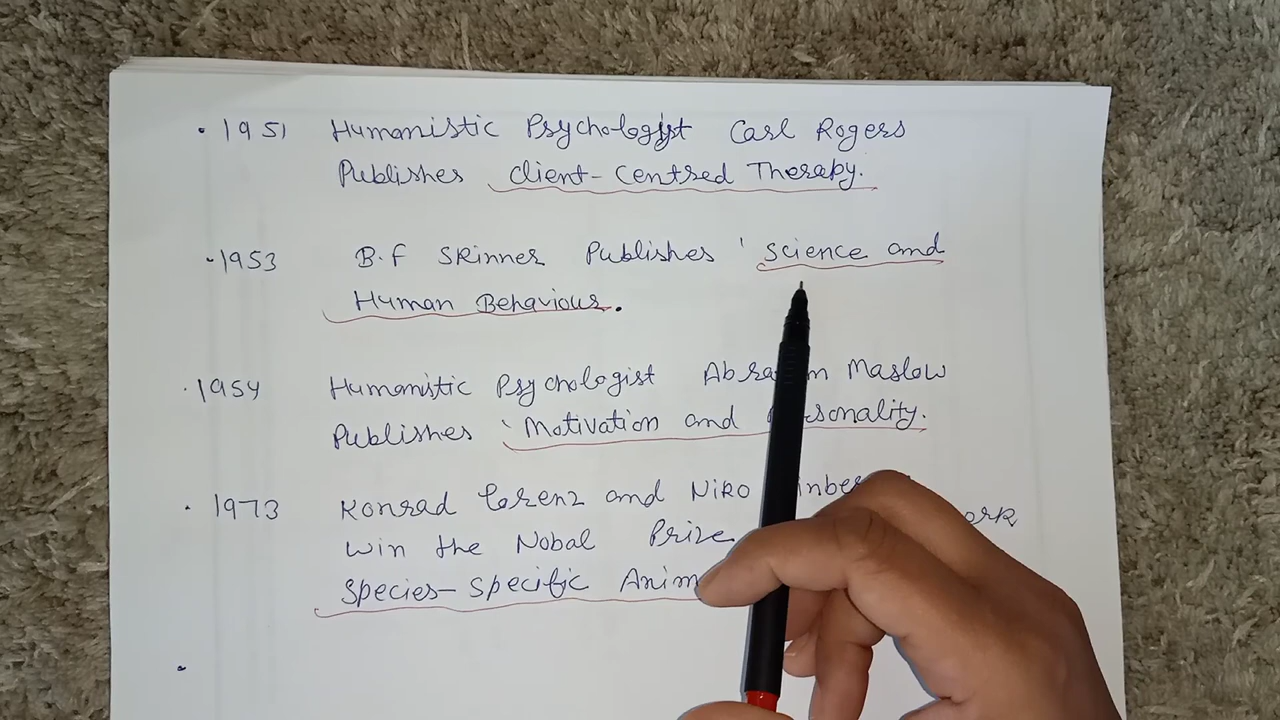 • 1951 Humanistic Psychologist Carl Rogers
Publishes Client-Centred Therapy.
-1953 B.F Skinner Publishes 'Science and
Human Behaviour.
·1954 Humanistic Psychologist Maslow
Publishes 'Motivation and
• 1973 Konrad Lorenz and Niko
Win the Nobal Prize
Species-Specific